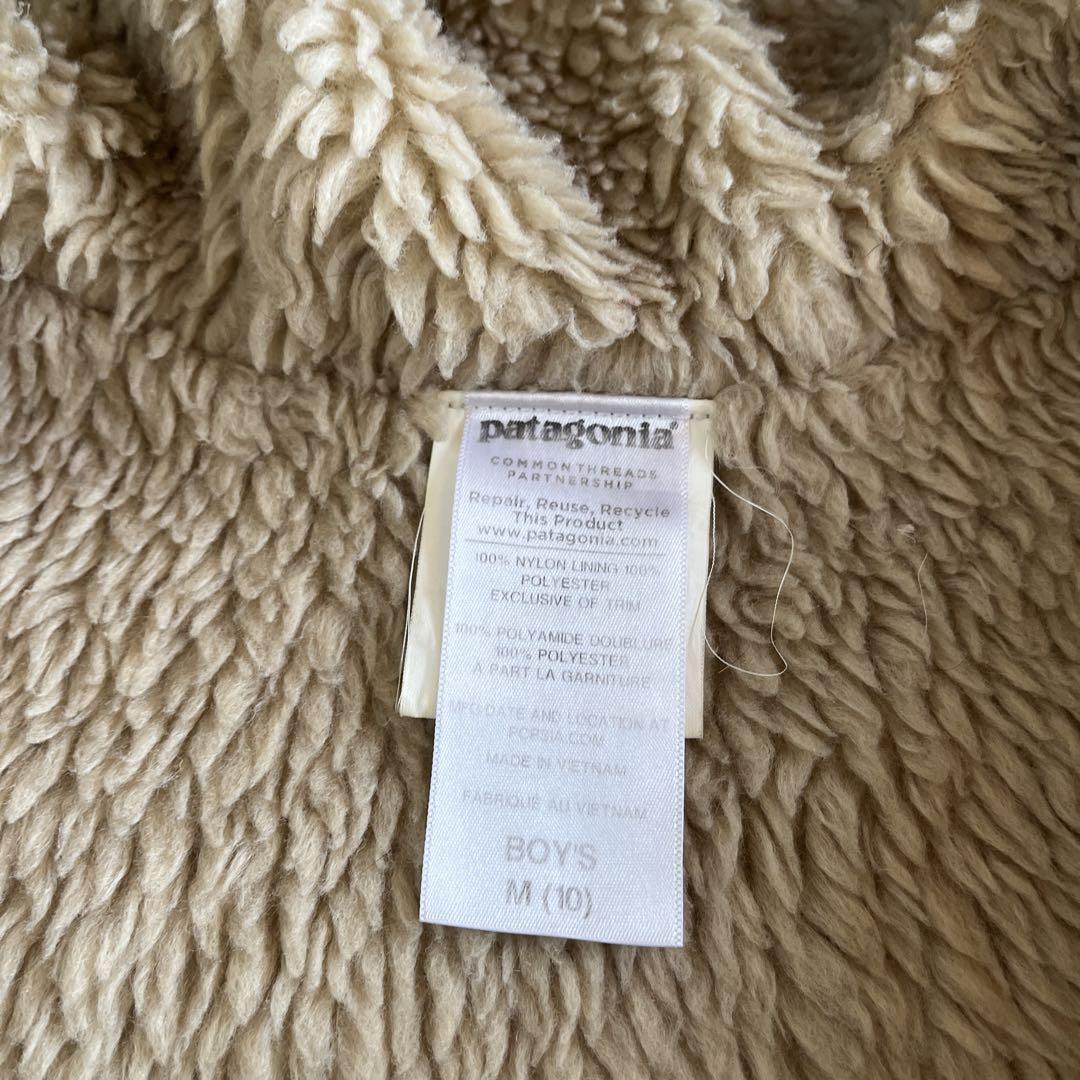 patagonia®
COMMON THREADS
PARTNERSHIP
Repair, Reuse, Recycle
This Product
www.patagonia.com
100% NYLON LINING 100%
POLYESTER
EXCLUSIVE OF TRIM
100% POLYAMIDE DOUBLURE
100% POLYESTER
À PART LA GARNITURE
MFG DATE AND LOCATION AT
PCPSIA.COM
MADE IN VIETNAM
FABRIQUÉ AU VIETNAM
BOY'S
M (10)